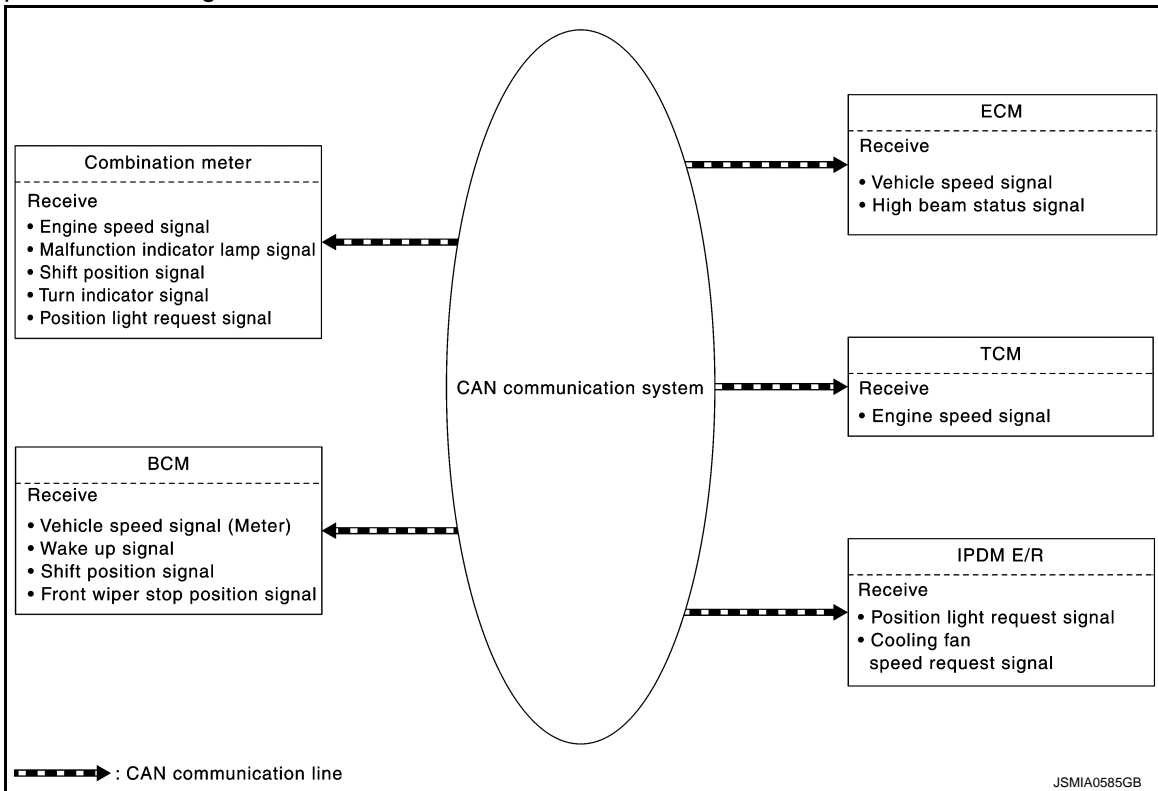 Combination meter
Receive
• Engine speed signal
• Malfunction indicator lamp signal
• Shift position signal
• Turn indicator signal
• Position light request signal
BCM
Receive
• Vehicle speed signal (Meter)
• Wake up signal
• Shift position signal
• Front wiper stop position signal
CAN communication system
ECM
Receive
• Vehicle speed signal
• High beam status signal
TCM
Receive
• Engine speed signal
IPDM E/R
Receive
• Position light request signal
• Cooling fan
speed request signal
: CAN communication line
JSMIA0585GB